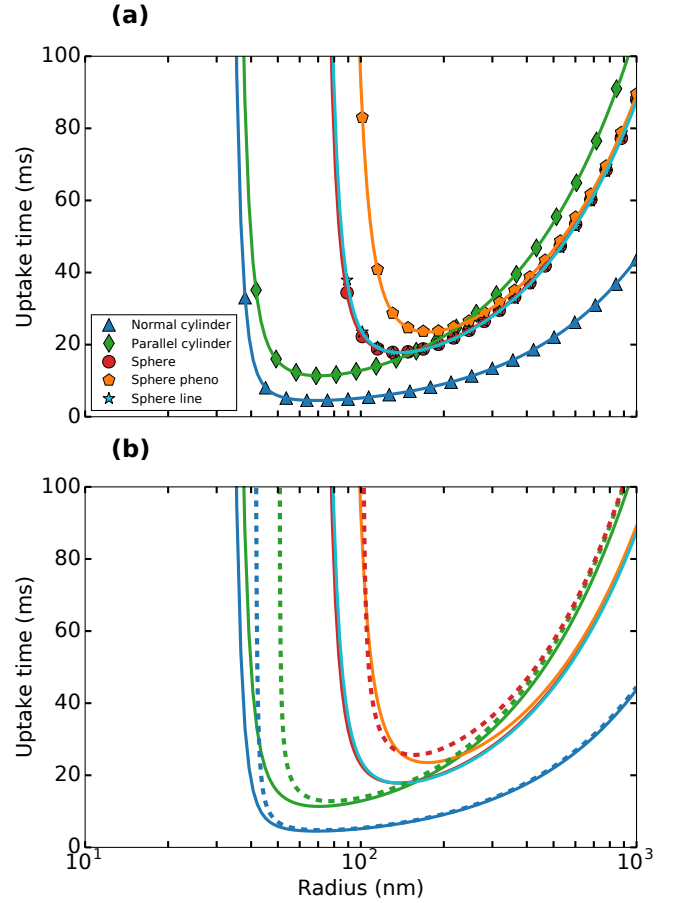 (a)
100
80
60
40
20
0
Uptake time (ms)
Normal cylinder
Parallel cylinder
Sphere
Sphere pheno
Sphere line
(b)
100
80
60
40
20
0
Uptake time (ms)
10¹ 10² 10³
Radius (nm)